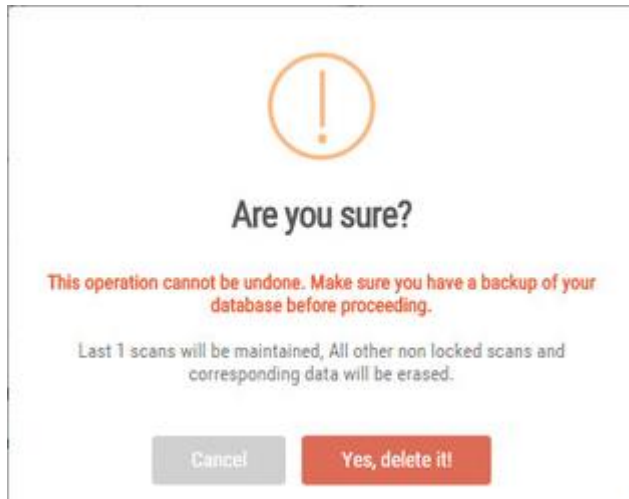 Are you sure?
This operation cannot be undone. Make sure you have a backup of your
database before proceeding.
Last 1 scans will be maintained, All other non locked scans and
corresponding data will be erased.
Cancel
Yes, delete it!